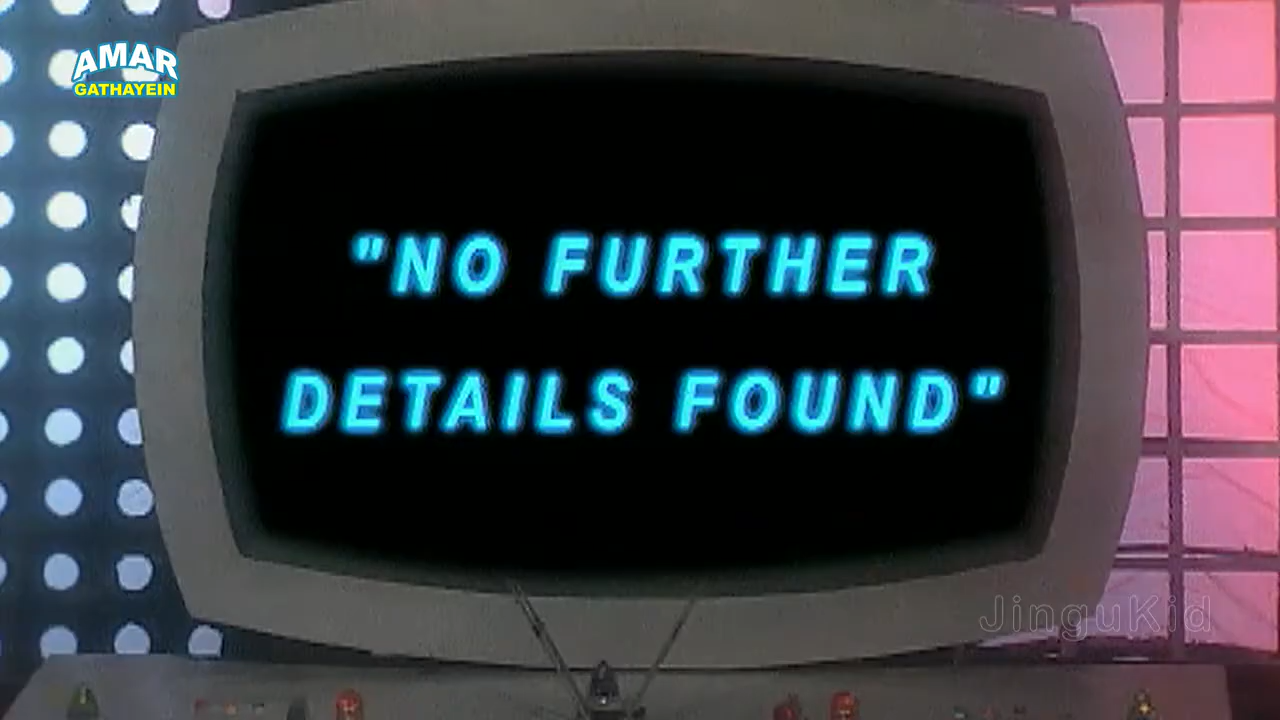 AMAR
GATHAYEIN
"NO FURTHER
DETAILS FOUND"
JinguKid